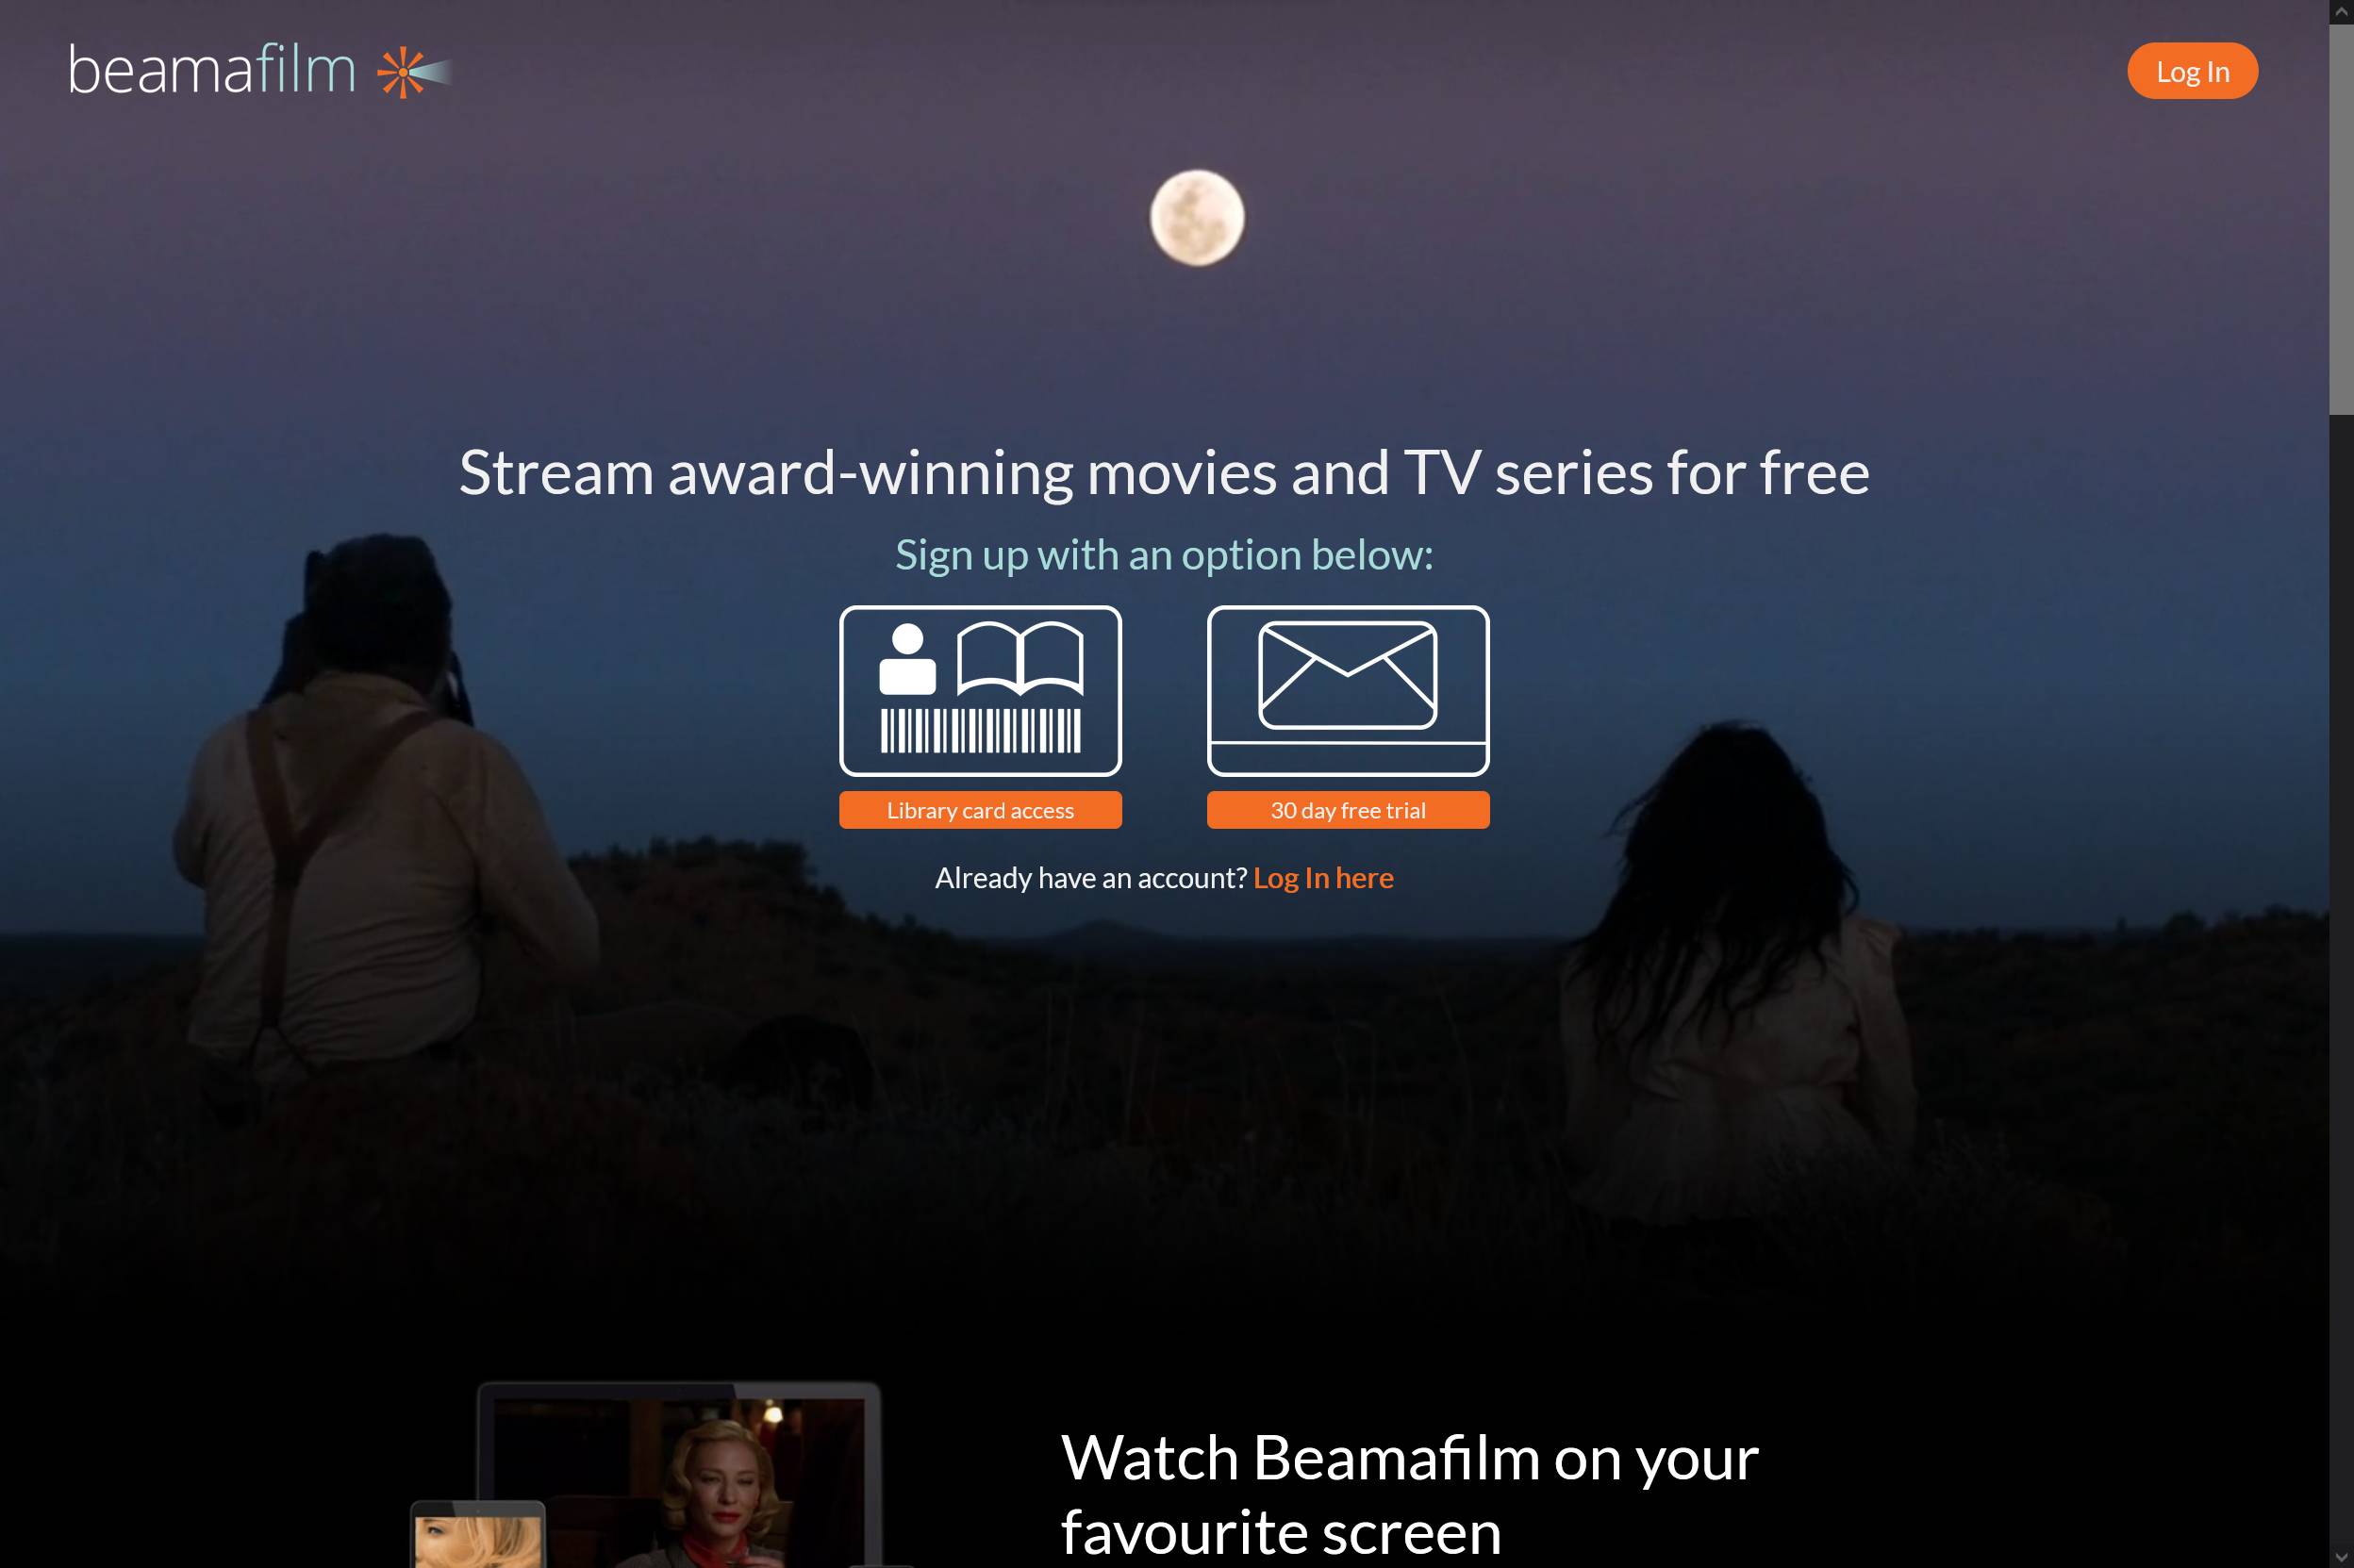 beamafilm
Log In
Stream award-winning movies and TV series for free
Sign up with an option below:
Library card access
30 day free trial
Already have an account? Log In here
Watch Beamafilm on your
favourite screen